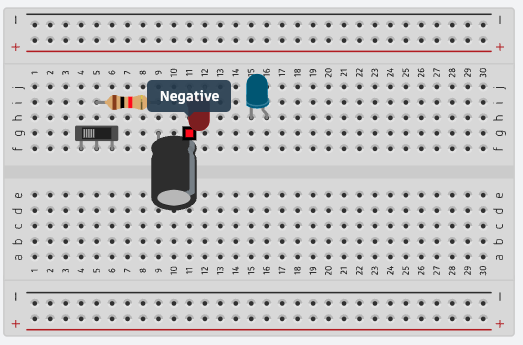 − −
+ +
1 2 3 4 5 6 7 8 9 10 11 12 13 14 15 16 17 18 19 20 21 22 23 24 25 26 27 28 29 30
j j
i i
Negative
h h
g g
f f
e e
d d
c c
b b
a a
1 2 3 4 5 6 7 8 9 10 11 12 13 14 15 16 17 18 19 20 21 22 23 24 25 26 27 28 29 30
− −
+ +